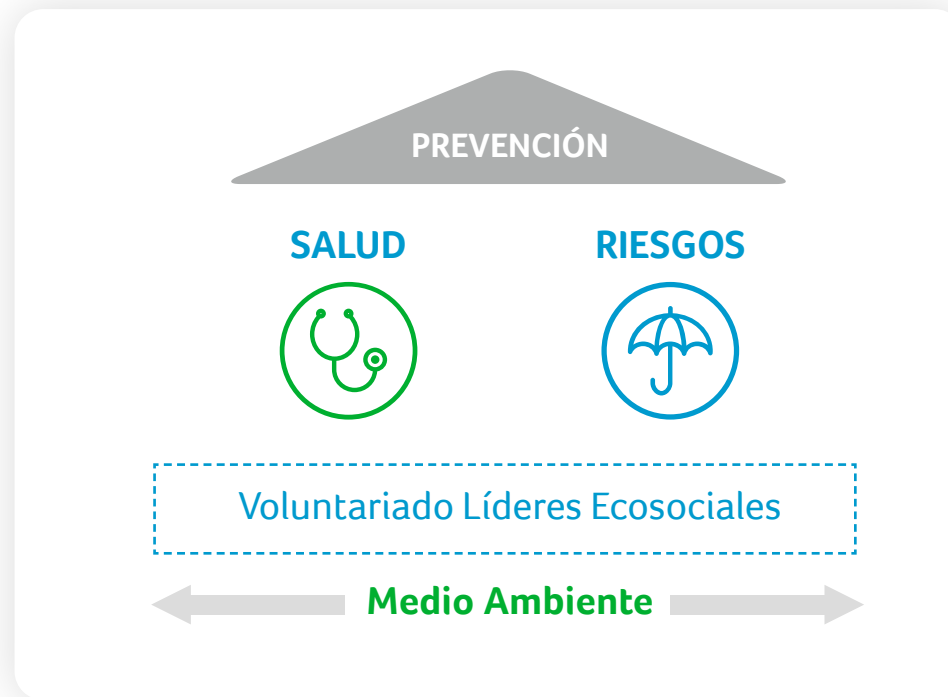 PREVENCIÓN
SALUD
RIESGOS
Voluntariado Líderes Ecosociales
Medio Ambiente